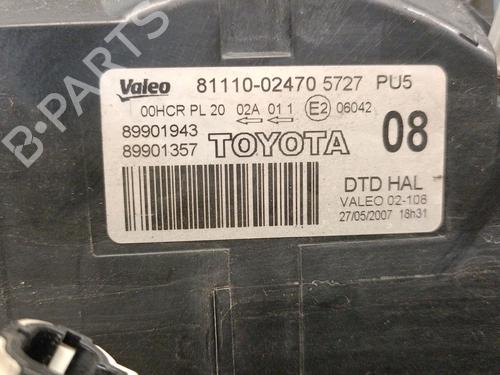 B-PARTS
Valeo 81110-02470 5727 PU5
00HCR PL 20 02A 01 1 E2 06042
89901943
89901357 TOYOTA 08
DTD HAL
VALEO 02-108
27/05/2007 18h31